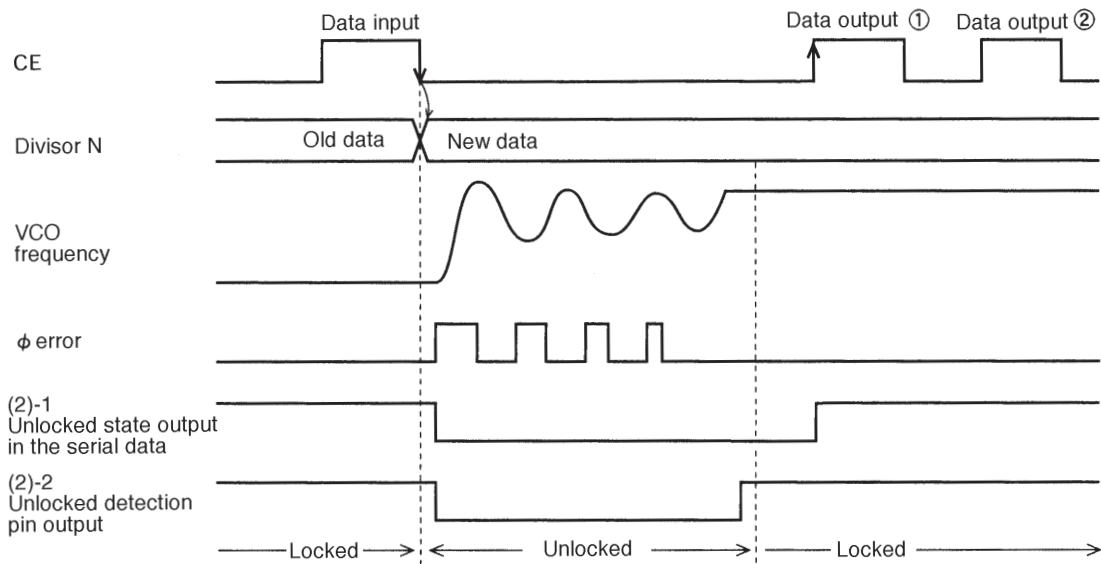 Data input
Data output ①
Data output ②
CE
Divisor N
Old data
New data
VCO
frequency
ϕ error
(2)-1
Unlocked state output
in the serial data
(2)-2
Unlocked detection
pin output
Locked
Unlocked
Locked